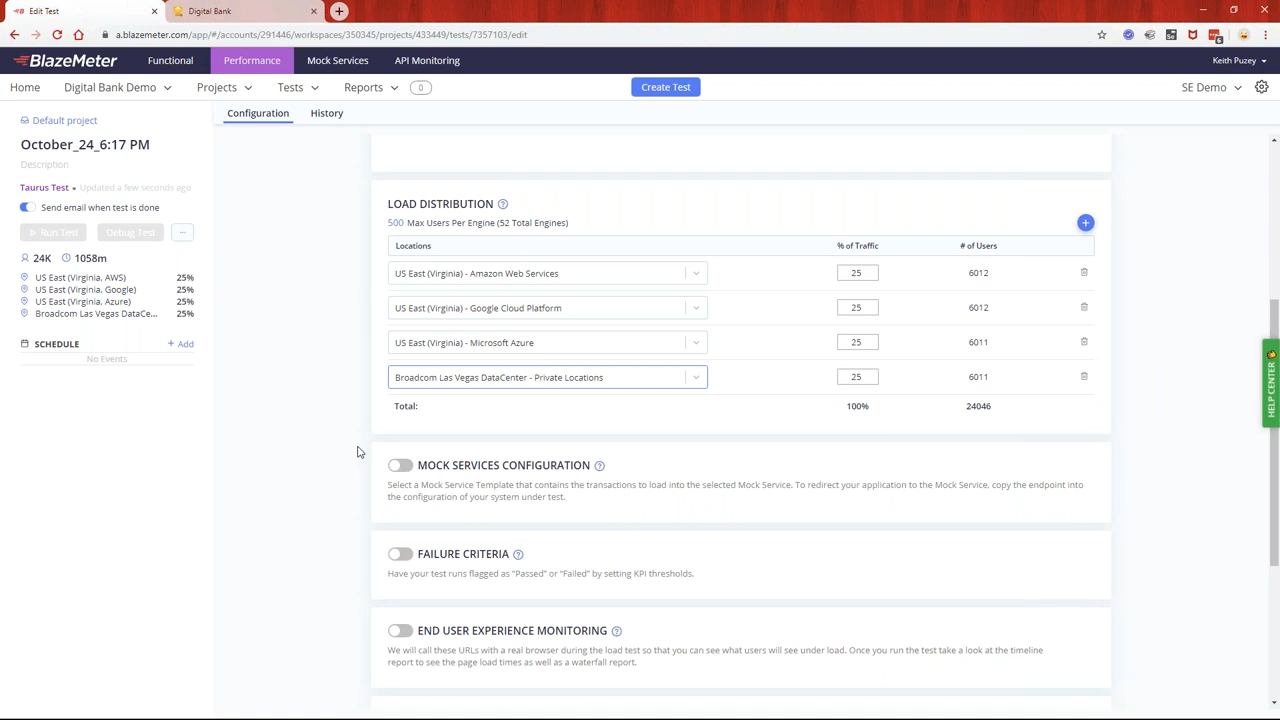 Edit Test
Digital Bank
a.blazemeter.com/app/#/accounts/291446/workspaces/350345/projects/433449/tests/7357103/edit
BlazeMeter
Functional
Performance
Mock Services
API Monitoring
Keith Puzey
Home
Digital Bank Demo
Projects
Tests
Reports
0
Create Test
SE Demo
Default project
Configuration
History
October_24_6:17 PM
Description
Taurus Test • Updated a few seconds ago
Send email when test is done
Run Test
Debug Test
...
24K
1058m
US East (Virginia, AWS) 25%
US East (Virginia, Google) 25%
US East (Virginia, Azure) 25%
Broadcom Las Vegas DataCe... 25%
SCHEDULE
+ Add
No Events
LOAD DISTRIBUTION ?
500 Max Users Per Engine (52 Total Engines)
+
Locations % of Traffic # of Users
US East (Virginia) - Amazon Web Services 25 6012
US East (Virginia) - Google Cloud Platform 25 6012
US East (Virginia) - Microsoft Azure 25 6011
Broadcom Las Vegas DataCenter - Private Locations 25 6011
Total: 100% 24046
MOCK SERVICES CONFIGURATION ?
Select a Mock Service Template that contains the transactions to load into the selected Mock Service. To redirect your application to the Mock Service, copy the endpoint into
the configuration of your system under test.
FAILURE CRITERIA ?
Have your test runs flagged as “Passed” or “Failed” by setting KPI thresholds.
END USER EXPERIENCE MONITORING ?
We will call these URLs with a real browser during the load test so that you can see what users will see under load. Once you run the test take a look at the timeline
report to see the page load times as well as a waterfall report.
HELP CENTER